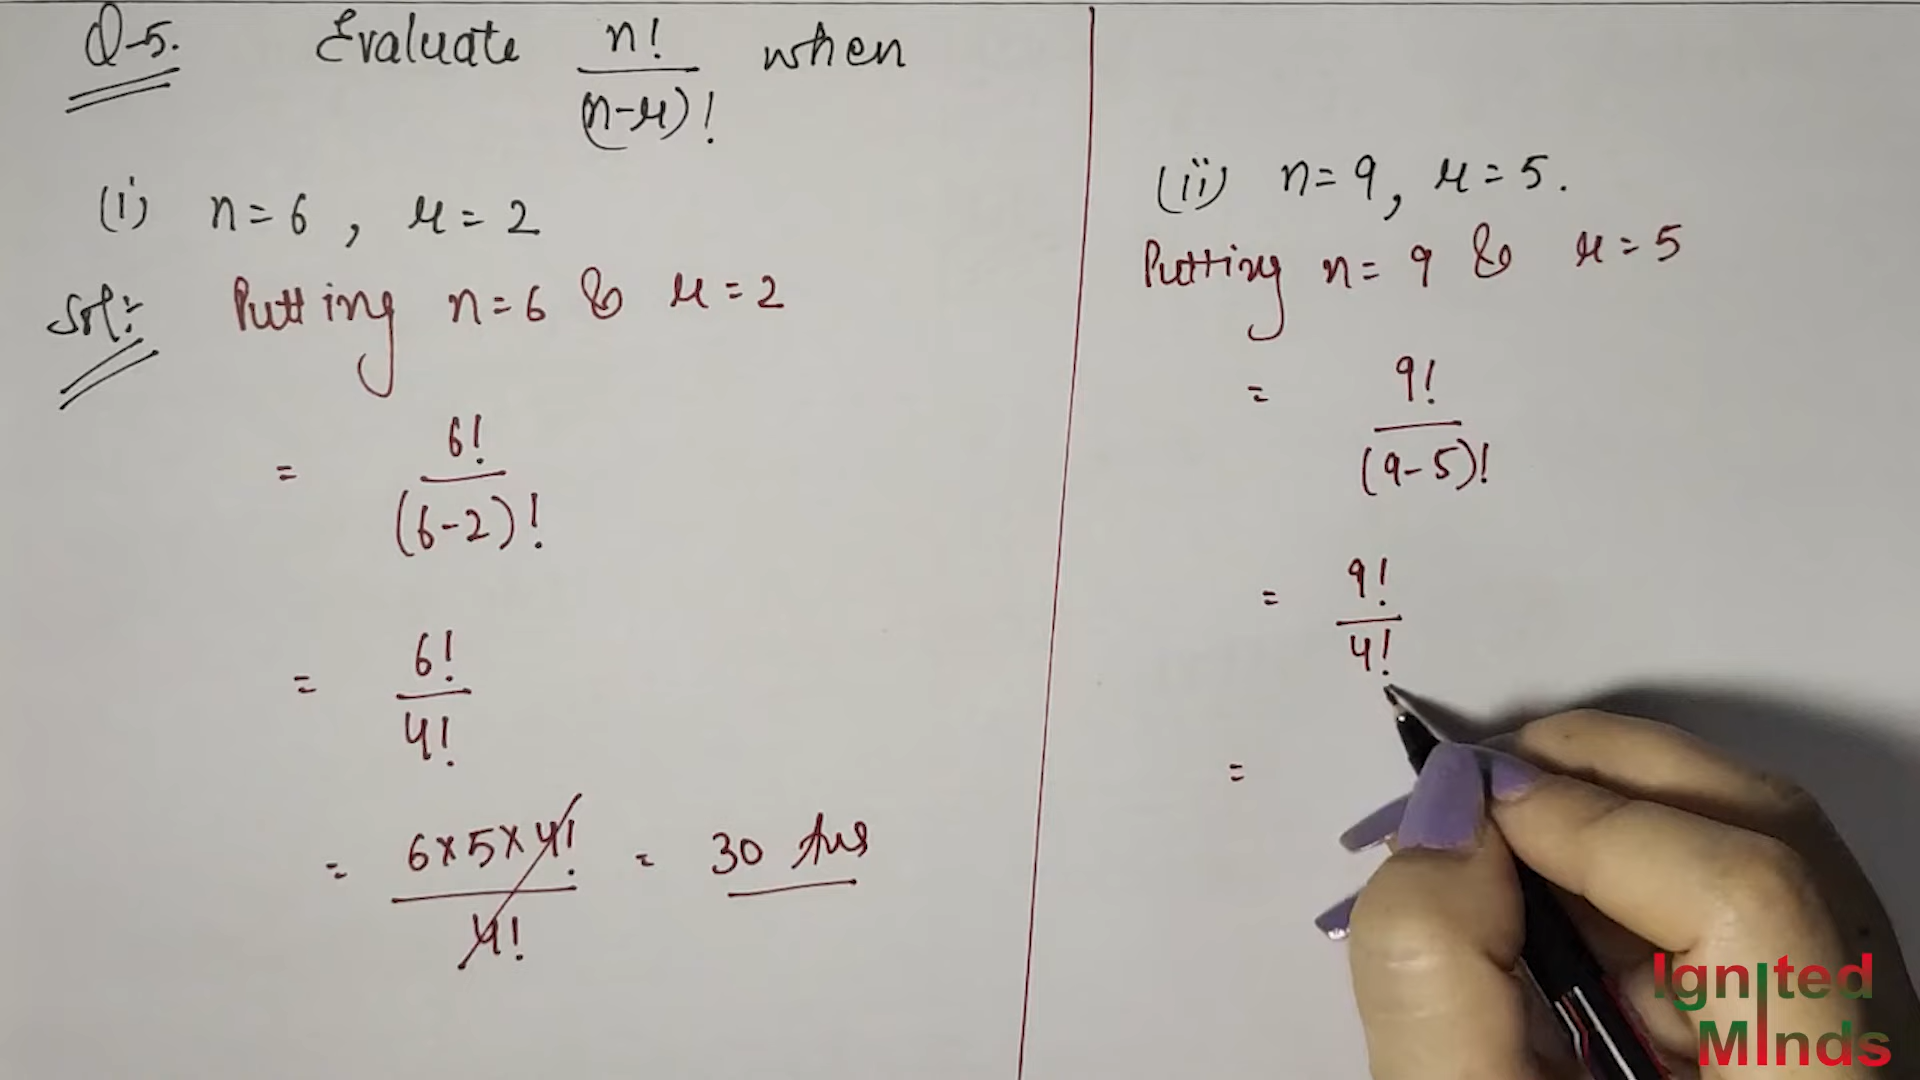 Q-5. Evaluate n!/(n-r)! when
(i) n=6, r=2
Sol: Putting n=6 & r=2
= 6!/(6-2)!
= 6!/4!
= 6×5×4!/4! = 30 Ans
(ii) n=9, r=5.
Putting n=9 & r=5
= 9!/(9-5)!
= 9!/4!
=
Ignited
Minds